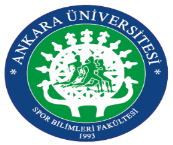 * ANKARA ÜNİVERSİTESİ *
SPOR BİLİMLERİ FAKÜLTESİ
1993